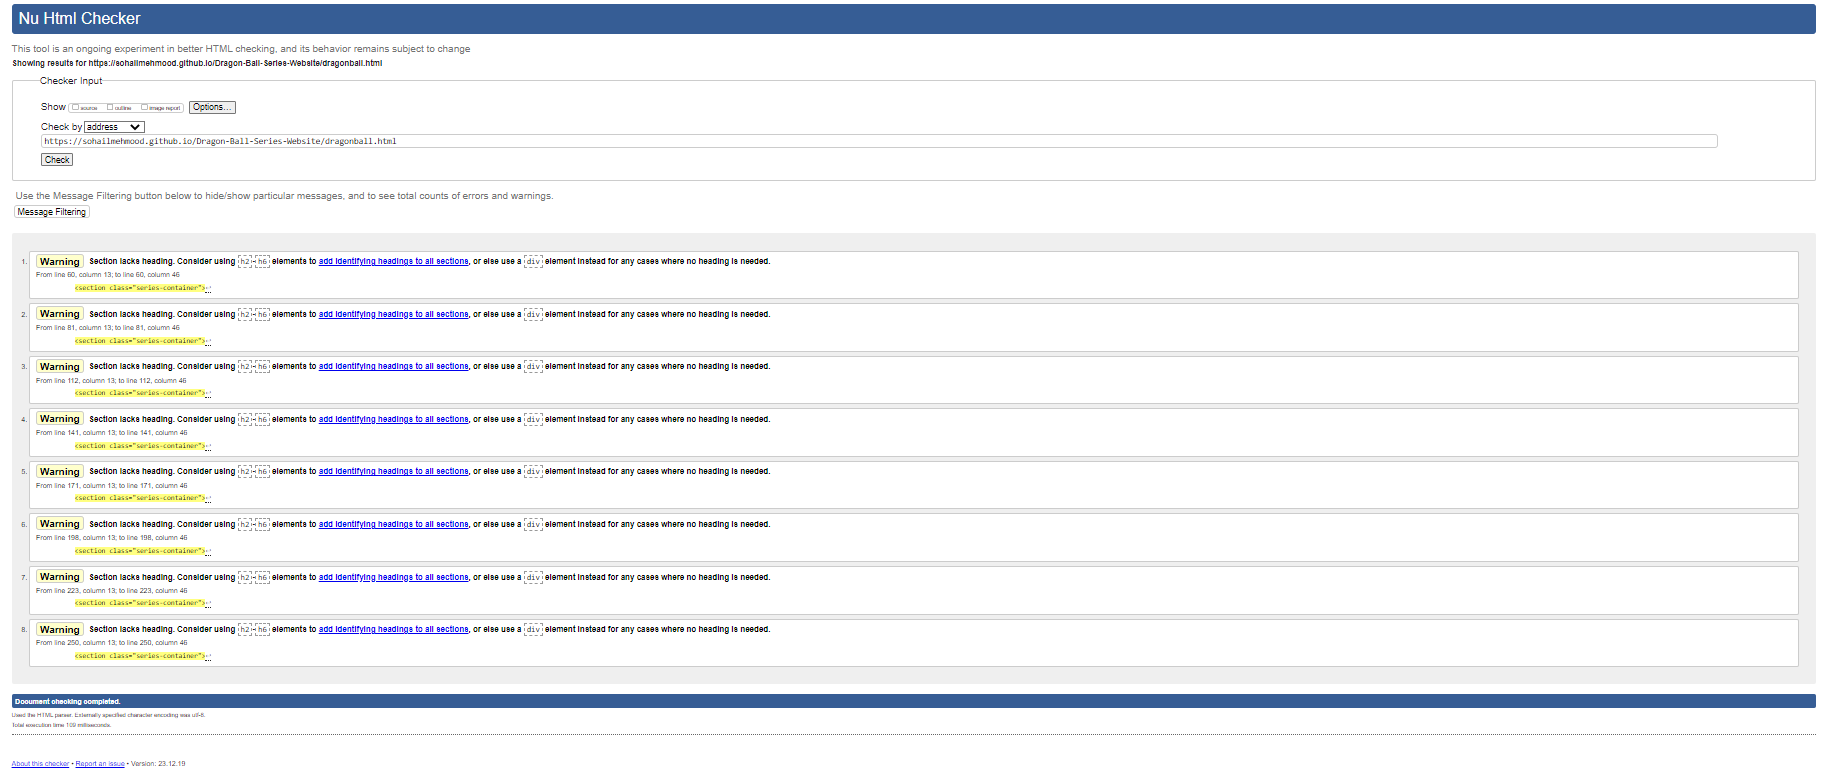 Nu Html Checker
This tool is an ongoing experiment in better HTML checking, and its behavior remains subject to change
Showing results for https://sohailmehmood.github.io/Dragon-Ball-Series-Website/dragonball.html
Checker Input
Show source outline image report Options...
Check by address
https://sohailmehmood.github.io/Dragon-Ball-Series-Website/dragonball.html
Check
Use the Message Filtering button below to hide/show particular messages, and to see total counts of errors and warnings.
Message Filtering
1. Warning Section lacks heading. Consider using h2-h6 elements to add identifying headings to all sections, or else use a div element instead for any cases where no heading is needed.
From line 60, column 13; to line 60, column 46
<section class="series-container">↩
2. Warning Section lacks heading. Consider using h2-h6 elements to add identifying headings to all sections, or else use a div element instead for any cases where no heading is needed.
From line 81, column 13; to line 81, column 46
<section class="series-container">↩
3. Warning Section lacks heading. Consider using h2-h6 elements to add identifying headings to all sections, or else use a div element instead for any cases where no heading is needed.
From line 112, column 13; to line 112, column 46
<section class="series-container">↩
4. Warning Section lacks heading. Consider using h2-h6 elements to add identifying headings to all sections, or else use a div element instead for any cases where no heading is needed.
From line 141, column 13; to line 141, column 46
<section class="series-container">↩
5. Warning Section lacks heading. Consider using h2-h6 elements to add identifying headings to all sections, or else use a div element instead for any cases where no heading is needed.
From line 171, column 13; to line 171, column 46
<section class="series-container">↩
6. Warning Section lacks heading. Consider using h2-h6 elements to add identifying headings to all sections, or else use a div element instead for any cases where no heading is needed.
From line 198, column 13; to line 198, column 46
<section class="series-container">↩
7. Warning Section lacks heading. Consider using h2-h6 elements to add identifying headings to all sections, or else use a div element instead for any cases where no heading is needed.
From line 223, column 13; to line 223, column 46
<section class="series-container">↩
8. Warning Section lacks heading. Consider using h2-h6 elements to add identifying headings to all sections, or else use a div element instead for any cases where no heading is needed.
From line 250, column 13; to line 250, column 46
<section class="series-container">↩
Document checking completed.
Used the HTML parser. Externally specified character encoding was utf-8.
Total execution time 109 milliseconds.
About this checker • Report an issue • Version: 23.12.19